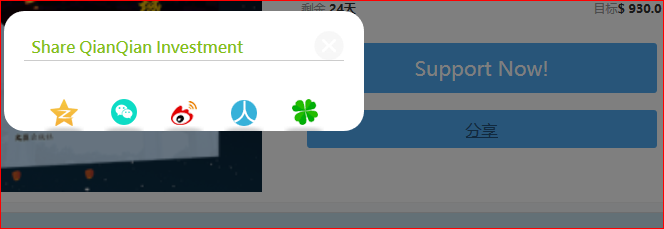 剩余 24天
目标$ 930.0
Share QianQian Investment
Support Now!
分享